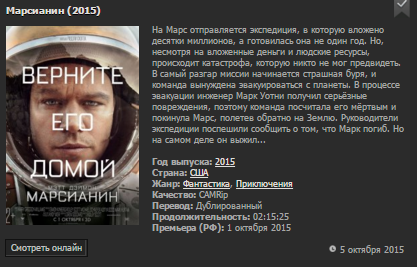 Марсианин (2015)
На Марс отправляется экспедиция, в которую вложено
десятки миллионов, а готовилась она не один год. Но,
несмотря на вложенные деньги и людские ресурсы,
происходит катастрофа, которую никто не мог предвидеть.
В самый разгар миссии начинается страшная буря, и
команда вынуждена эвакуироваться с планеты. В процессе
эвакуации инженер Марк Уотни получил серьёзные
повреждения, поэтому команда посчитала его мёртвым и
покинула Марс, полетев обратно на Землю. Руководители
экспедиции поспешили сообщить о том, что Марк погиб. Но
на самом деле он выжил...
ВЕРНИТЕ
ЕГО
ДОМОЙ
МЭТТ ДЭЙМОН
МАРСИАНИН
С 1 ОКТЯБРЯ
Год выпуска: 2015
Страна: США
Жанр: Фантастика, Приключения
Качество: CAMRip
Перевод: Дублированный
Продолжительность: 02:15:25
Премьера (РФ): 1 октября 2015
Смотреть онлайн
5 октября 2015